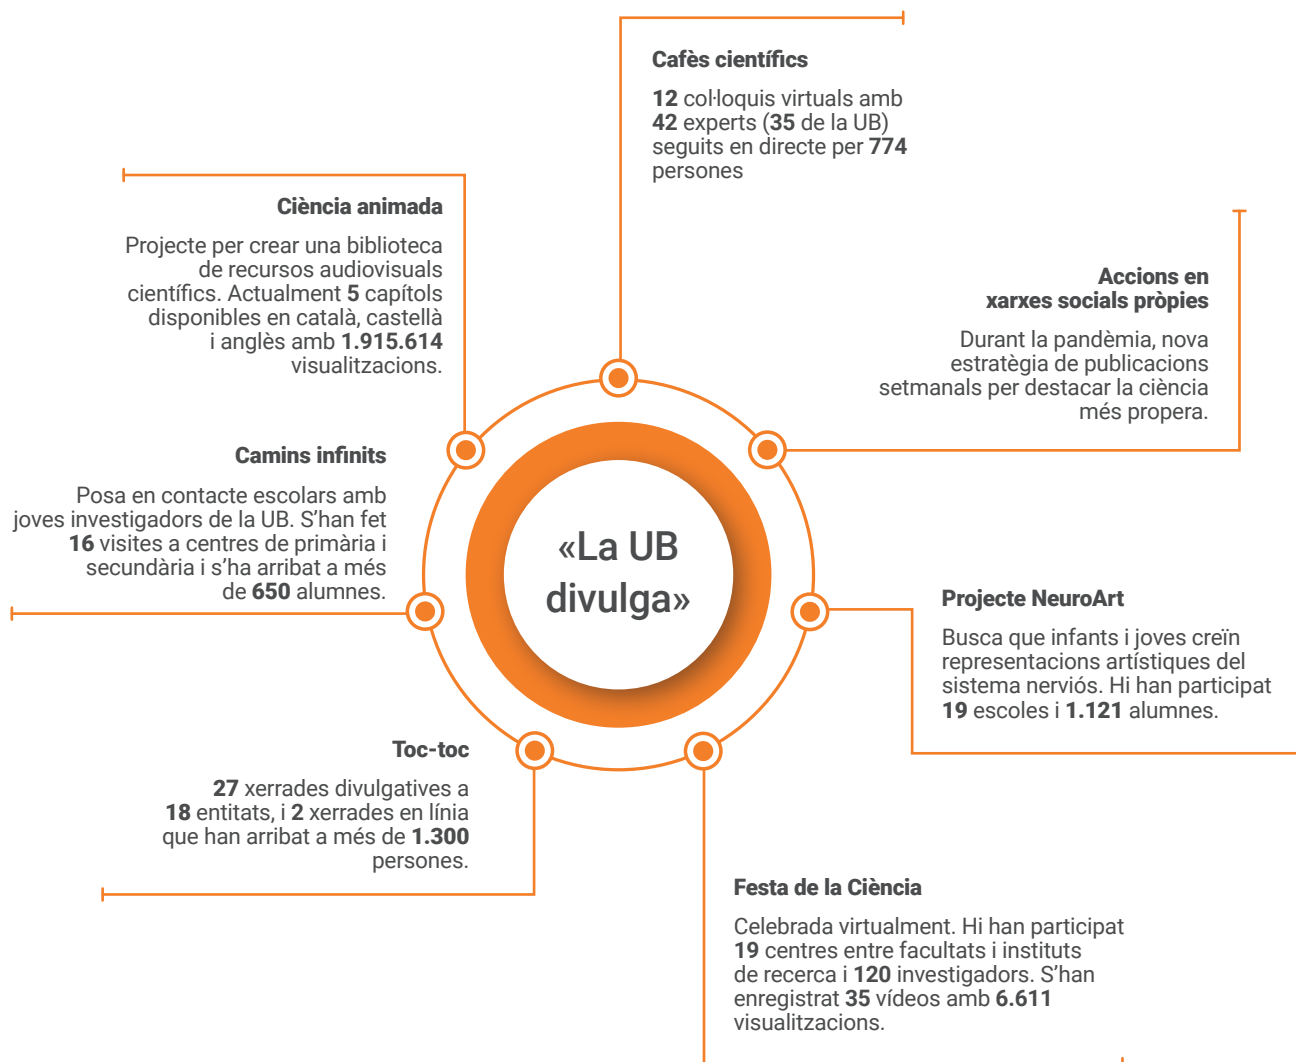 Cafès científics
12 col·loquis virtuals amb
42 experts (35 de la UB)
seguits en directe per 774
persones
Ciència animada
Projecte per crear una biblioteca
de recursos audiovisuals
científics. Actualment 5 capítols
disponibles en català, castellà
i anglès amb 1.915.614
visualitzacions.
Accions en
xarxes socials pròpies
Durant la pandèmia, nova
estratègia de publicacions
setmanals per destacar la ciència
més propera.
Camins infinits
Posa en contacte escolars amb
joves investigadors de la UB. S’han fet
16 visites a centres de primària i
secundària i s’ha arribat a més
de 650 alumnes.
«La UB
divulga»
Projecte NeuroArt
Busca que infants i joves creïn
representacions artístiques del
sistema nerviós. Hi han participat
19 escoles i 1.121 alumnes.
Toc-toc
27 xerrades divulgatives a
18 entitats, i 2 xerrades en línia
que han arribat a més de 1.300
persones.
Festa de la Ciència
Celebrada virtualment. Hi han participat
19 centres entre facultats i instituts
de recerca i 120 investigadors. S’han
enregistrat 35 vídeos amb 6.611
visualitzacions.